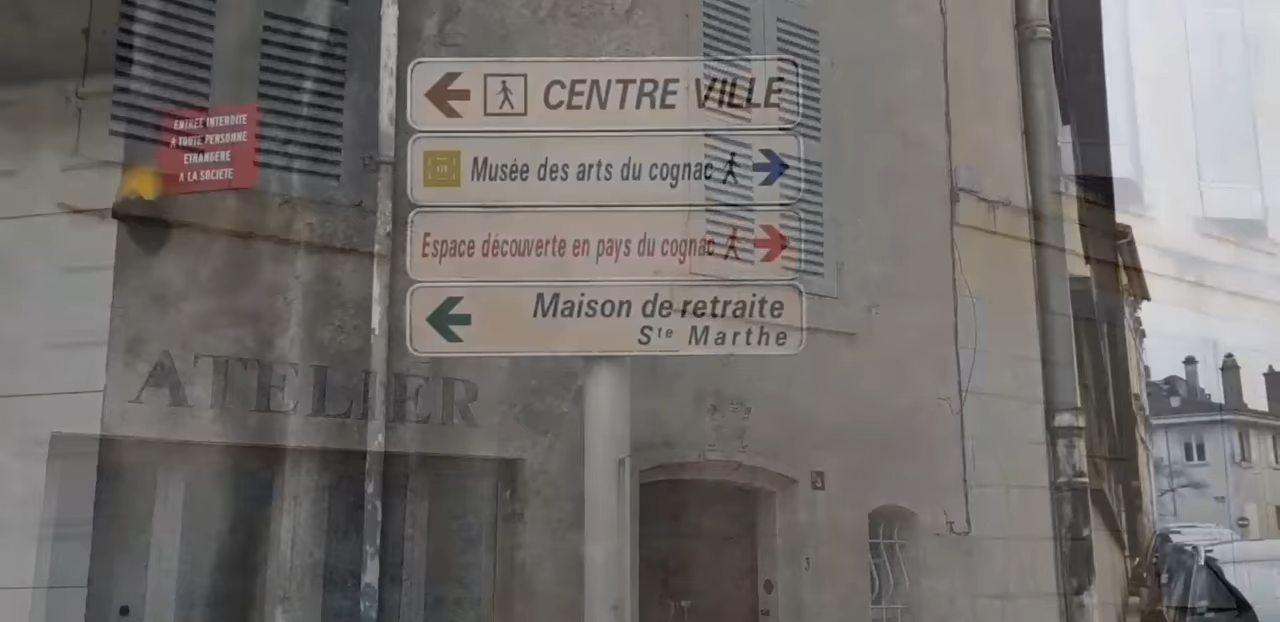 CENTRE VILLE
ENTREE INTERDITE
A TOUTE PERSONNE
ETRANGERE
A LA SOCIETE
Musée des arts du cognac
Espace découverte en pays du cognac
Maison de retraite
Ste Marthe
ATELIER
3